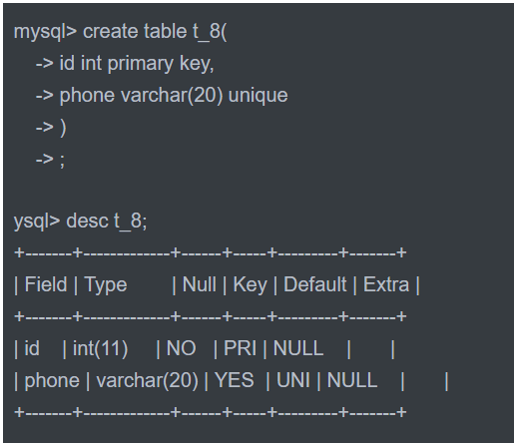 mysql> create table t_8(
-> id int primary key,
-> phone varchar(20) unique
-> )
-> ;
ysql> desc t_8;
+-------+-------------+------+-----+---------+-------+
| Field | Type | Null | Key | Default | Extra |
+-------+-------------+------+-----+---------+-------+
| id | int(11) | NO | PRI | NULL | |
| phone | varchar(20) | YES | UNI | NULL | |
+-------+-------------+------+-----+---------+-------+